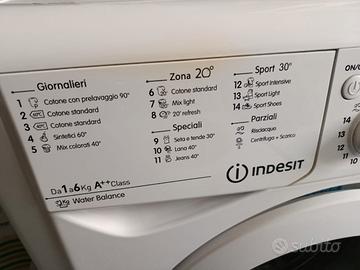 Giornalieri
1 Cotone con prelavaggio 90°
2 Cotone standard
3 Cotone standard
4 Sintetici 60°
5 Mix colorati 40°
Zona 20°
6 Cotone standard
7 Mix light
8 20' refresh
Speciali
9 Seta e tende 30°
10 Lana 40°
11 Jeans 40°
Sport 30°
12 Sport Intensive
13 Sport Light
14 Sport Shoes
Parziali
Risciacquo
Centrifuga + Scarico
ON/
INDESIT
Da 1 a 6 Kg A++ Class
Water Balance
subito.it